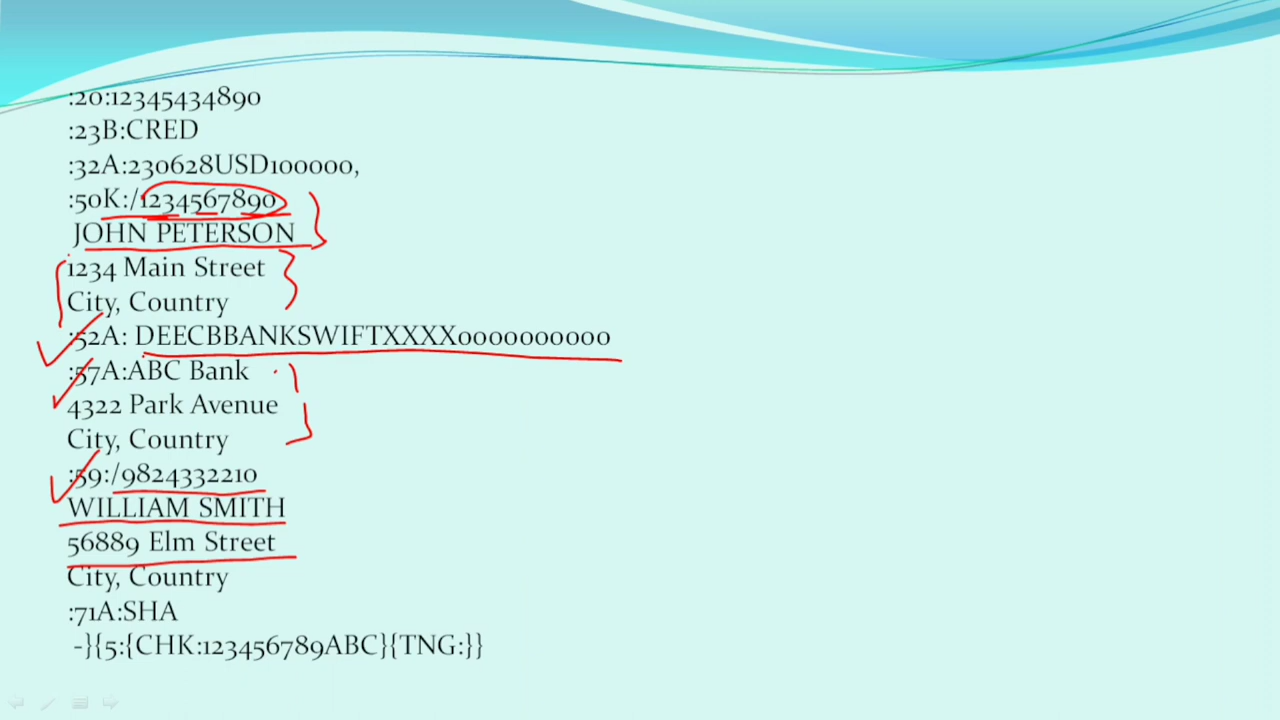 :20:12345434890
:23B:CRED
:32A:230628USD100000,
:50K:/1234567890
JOHN PETERSON
1234 Main Street
City, Country
:52A: DEECBBANKSWIFTXXXX0000000000
:57A:ABC Bank
4322 Park Avenue
City, Country
:59:/9824332210
WILLIAM SMITH
56889 Elm Street
City, Country
:71A:SHA
-}{5:{CHK:123456789ABC}{TNG:}}